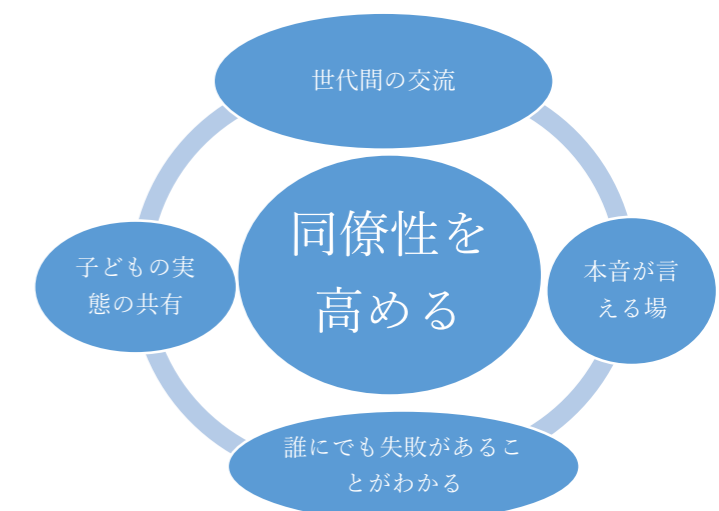 世代間の交流
同僚性を
高める
子どもの実
態の共有
本音が言
える場
誰にでも失敗があるこ
とがわかる